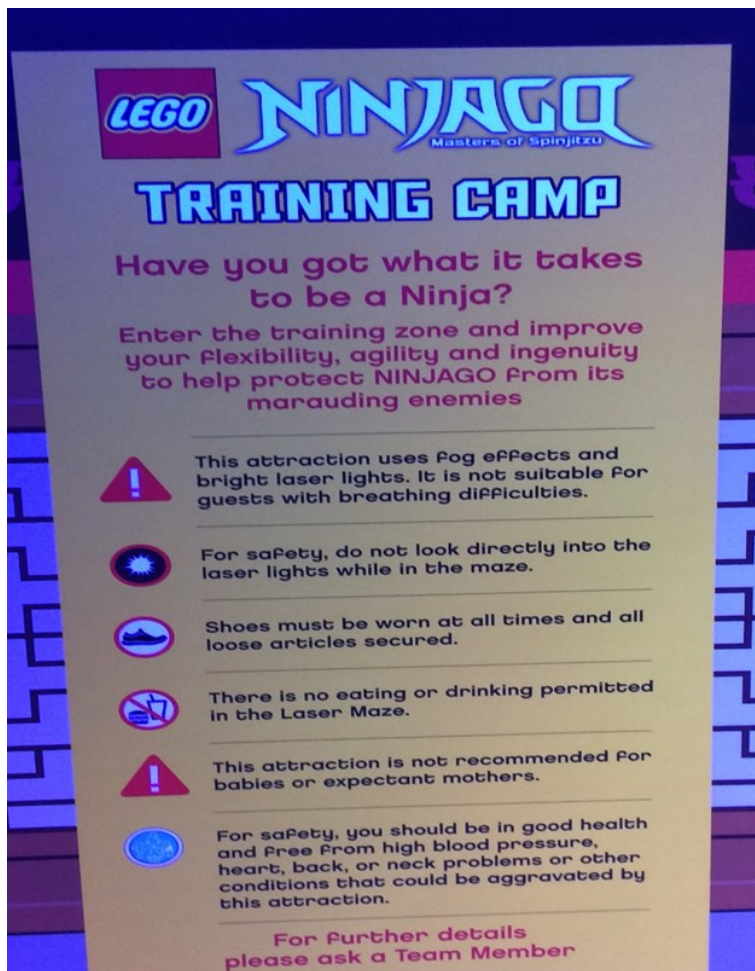 LEGO NINJAGO
Masters of Spinjitzu
TRAINING CAMP
Have you got what it takes
to be a Ninja?
Enter the training zone and improve
your flexibility, agility and ingenuity
to help protect NINJAGO from its
marauding enemies
This attraction uses fog effects and
bright laser lights. It is not suitable for
guests with breathing difficulties.
For safety, do not look directly into the
laser lights while in the maze.
Shoes must be worn at all times and all
loose articles secured.
There is no eating or drinking permitted
in the Laser Maze.
This attraction is not recommended for
babies or expectant mothers.
For safety, you should be in good health
and free from high blood pressure,
heart, back, or neck problems or other
conditions that could be aggravated by
this attraction.
For further details
please ask a Team Member